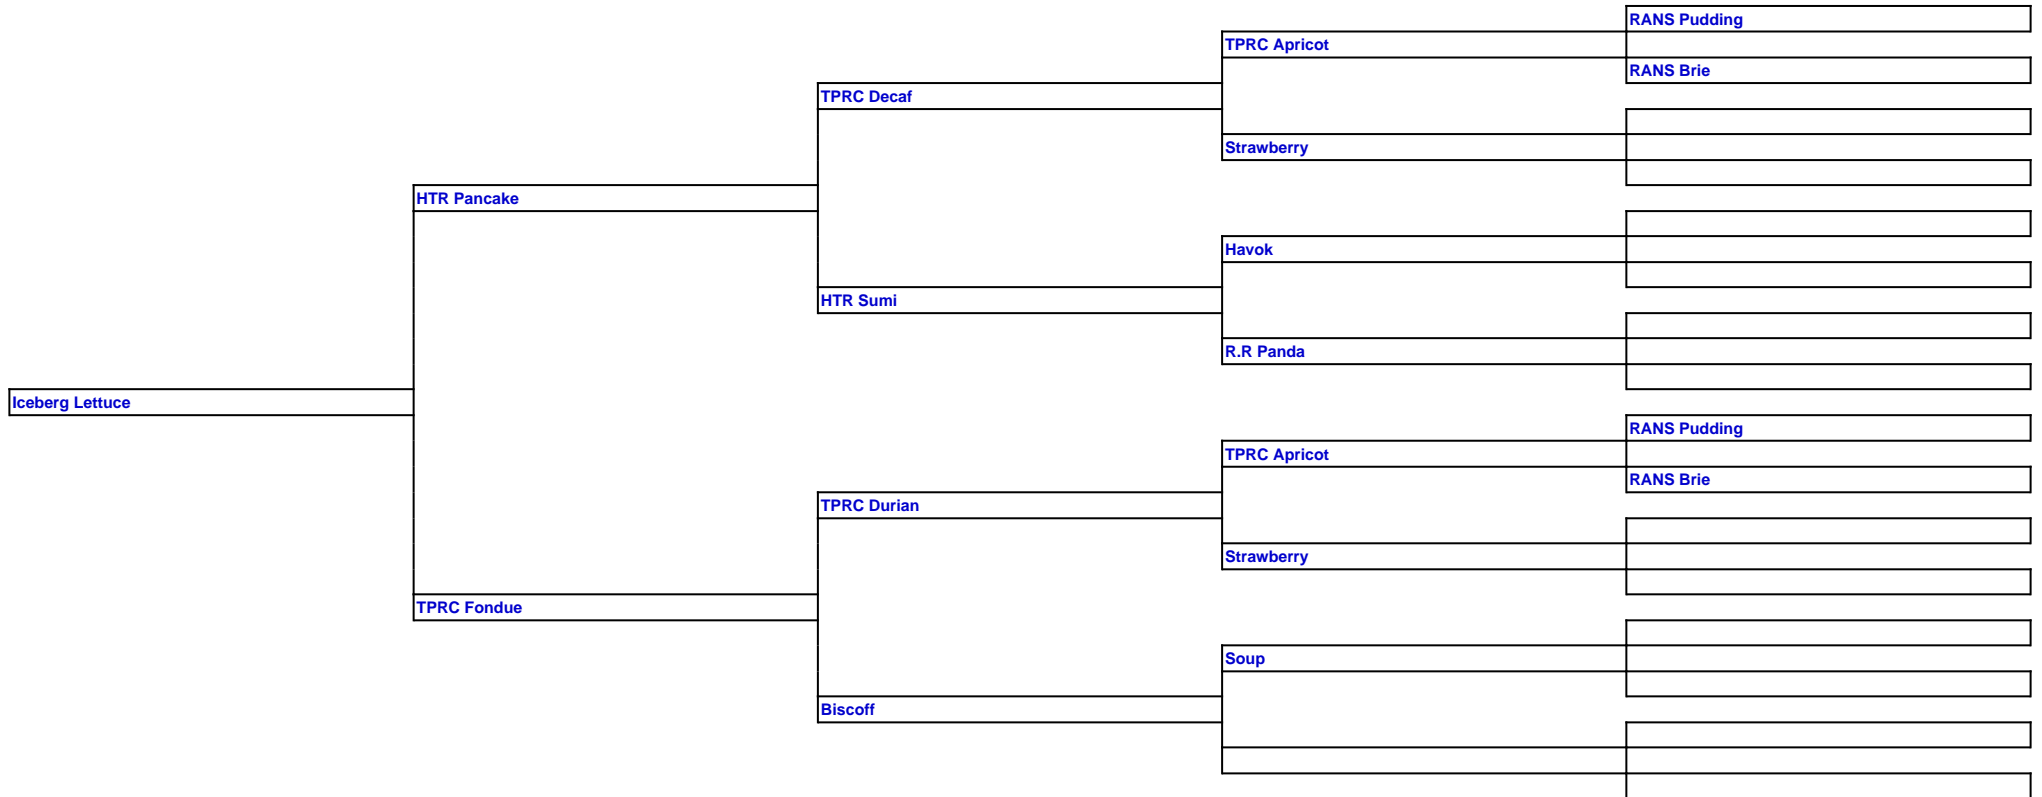 RANS Pudding
TPRC Apricot
RANS Brie
TPRC Decaf
Strawberry
HTR Pancake
Havok
HTR Sumi
R.R Panda
Iceberg Lettuce
RANS Pudding
TPRC Apricot
RANS Brie
TPRC Durian
Strawberry
TPRC Fondue
Soup
Biscoff